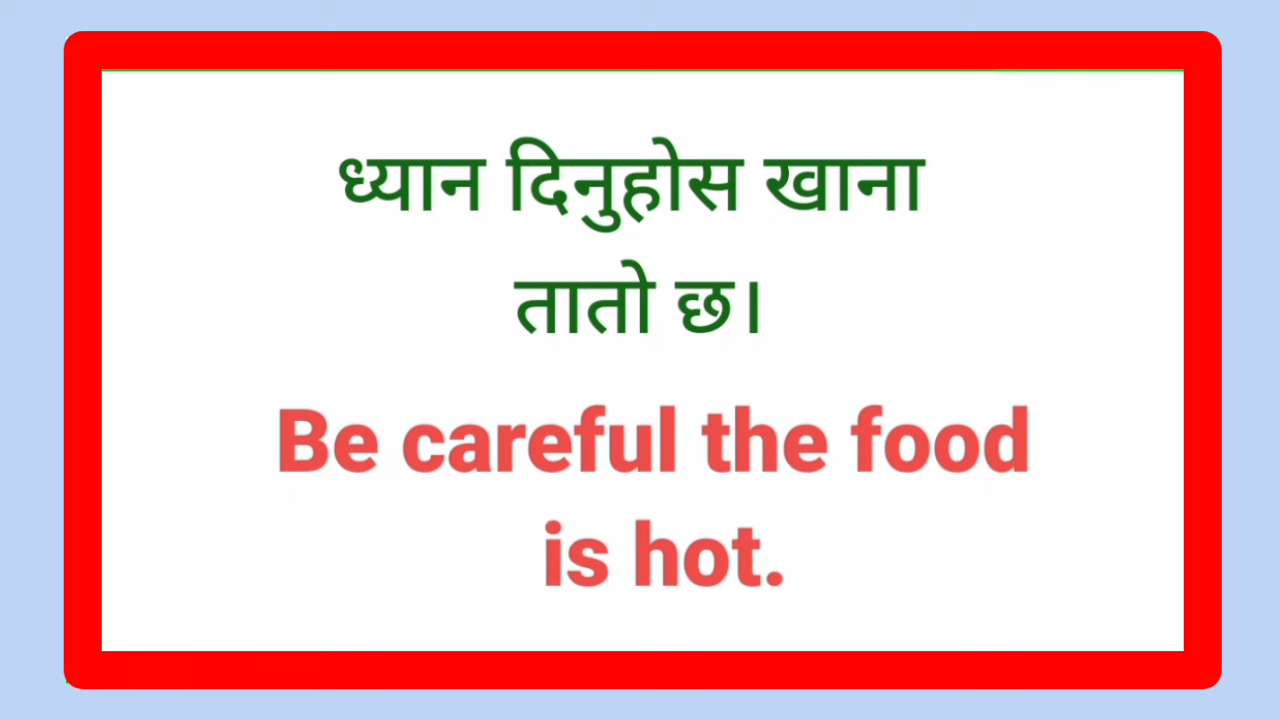 ध्यान दिनुहोस खाना
तातो छ।
Be careful the food
is hot.